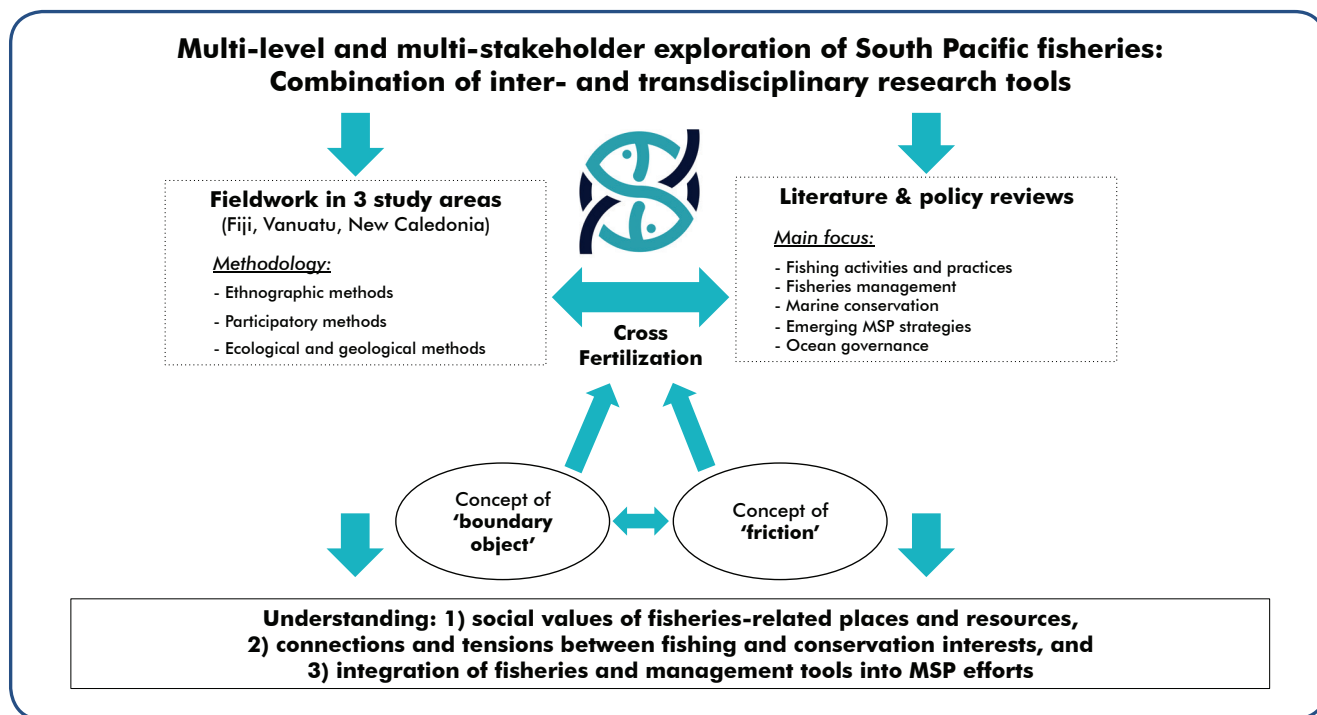 Multi-level and multi-stakeholder exploration of South Pacific fisheries:
Combination of inter- and transdisciplinary research tools
Fieldwork in 3 study areas
(Fiji, Vanuatu, New Caledonia)
Methodology:
- Ethnographic methods
- Participatory methods
- Ecological and geological methods
Cross
Fertilization
Literature & policy reviews
Main focus:
- Fishing activities and practices
- Fisheries management
- Marine conservation
- Emerging MSP strategies
- Ocean governance
Concept of
‘boundary
object’
Concept of
‘friction’
Understanding: 1) social values of fisheries-related places and resources,
2) connections and tensions between fishing and conservation interests, and
3) integration of fisheries and management tools into MSP efforts